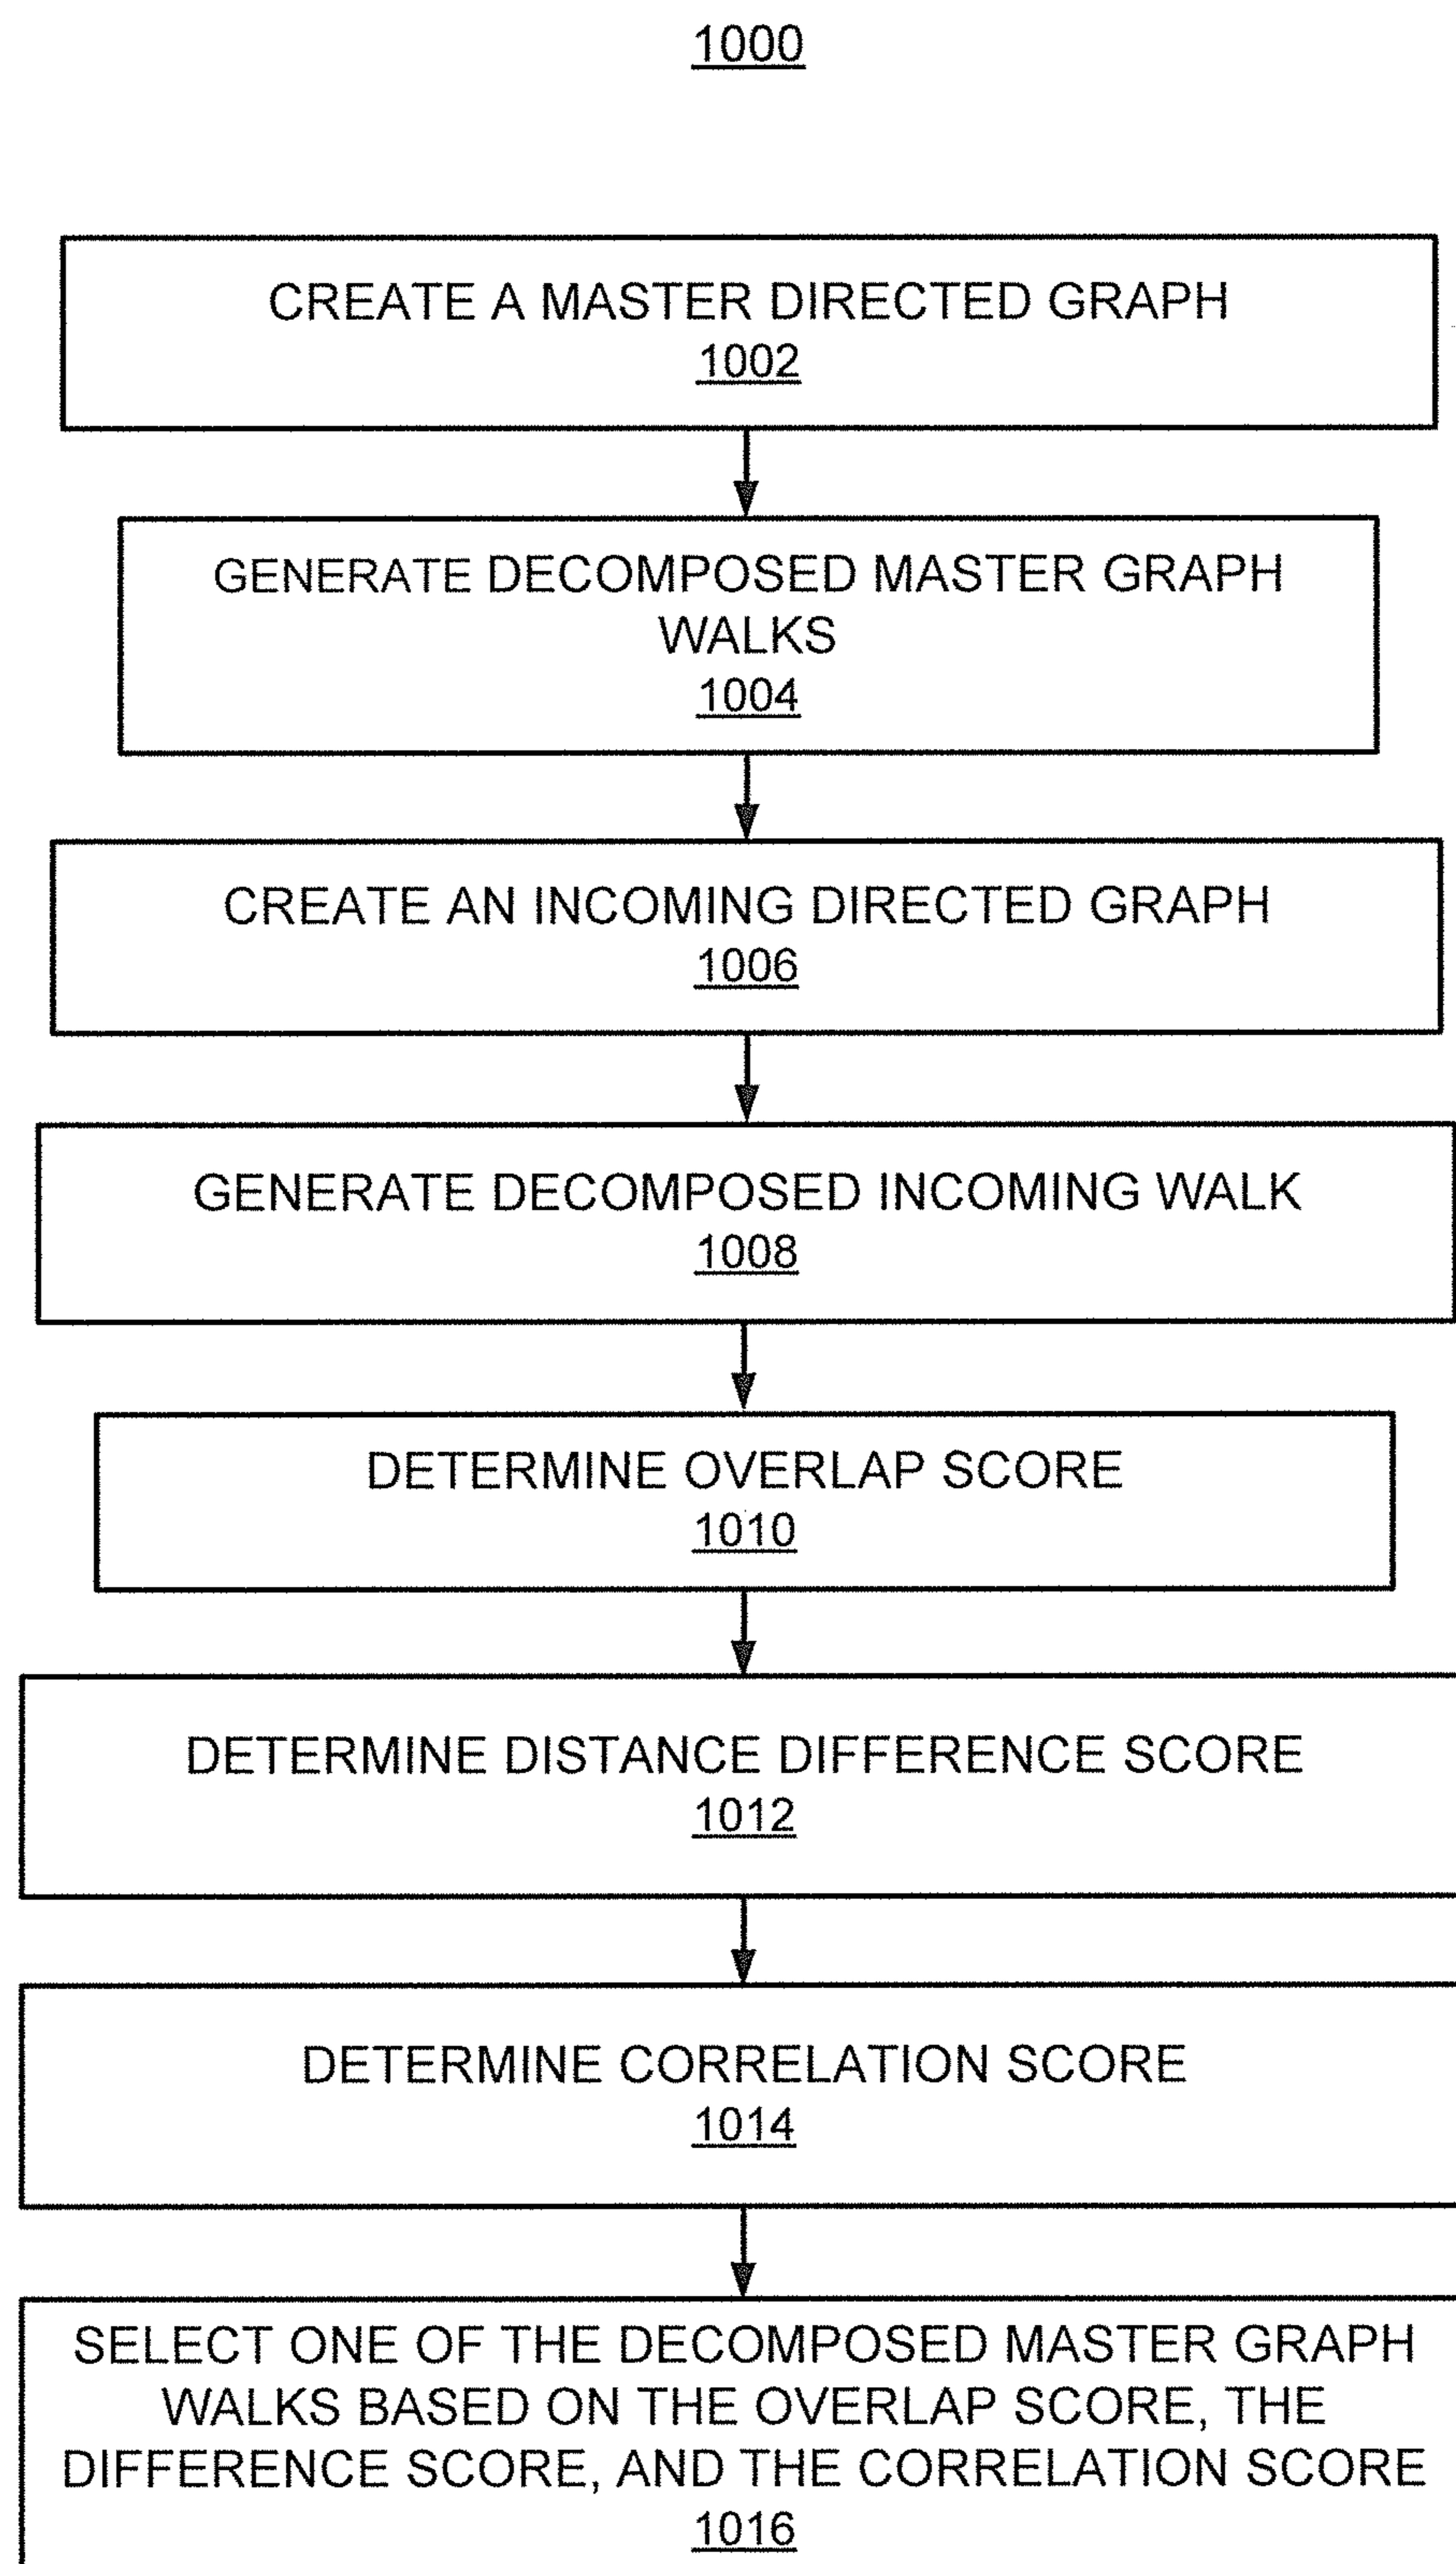 1000
CREATE A MASTER DIRECTED GRAPH
1002
GENERATE DECOMPOSED MASTER GRAPH
WALKS
1004
CREATE AN INCOMING DIRECTED GRAPH
1006
GENERATE DECOMPOSED INCOMING WALK
1008
DETERMINE OVERLAP SCORE
1010
DETERMINE DISTANCE DIFFERENCE SCORE
1012
DETERMINE CORRELATION SCORE
1014
SELECT ONE OF THE DECOMPOSED MASTER GRAPH
WALKS BASED ON THE OVERLAP SCORE, THE
DIFFERENCE SCORE, AND THE CORRELATION SCORE
1016